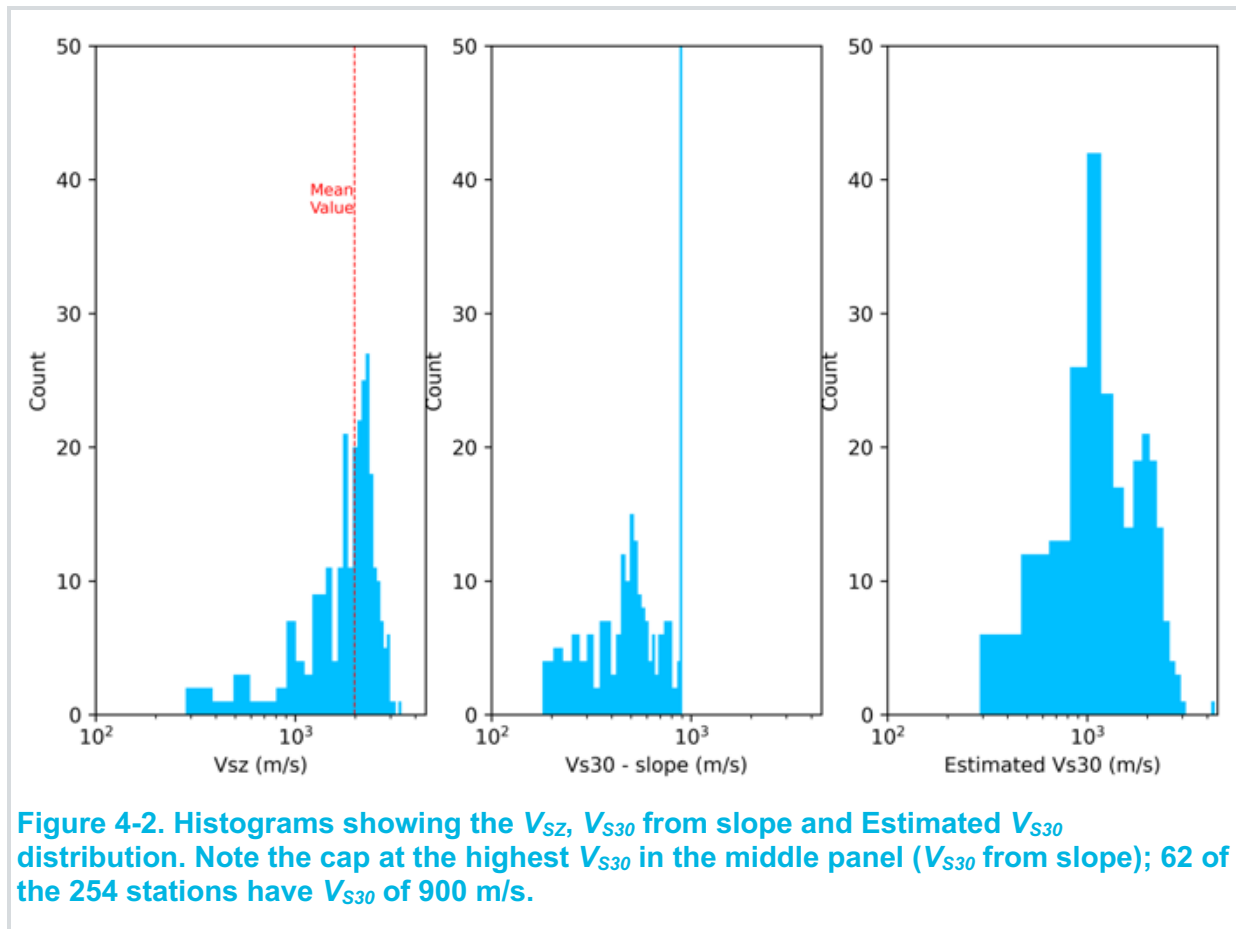 50
40
30
20
10
0
Count
Mean
Value
10²
10³
Vsz (m/s)
50
40
30
20
10
0
Count
10²
10³
Vs30 - slope (m/s)
50
40
30
20
10
0
Count
10²
10³
Estimated Vs30 (m/s)
Figure 4-2. Histograms showing the VSZ, VS30 from slope and Estimated VS30
distribution. Note the cap at the highest VS30 in the middle panel (VS30 from slope); 62 of
the 254 stations have VS30 of 900 m/s.